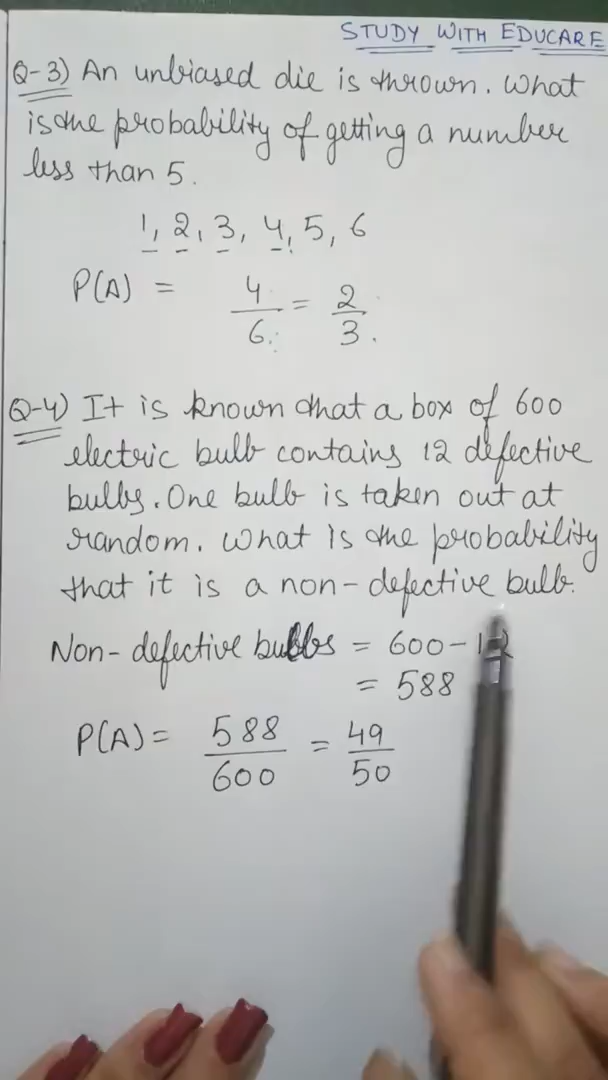 STUDY WITH EDUCARE
Q-3) An unbiased die is thrown. What
is the probability of getting a number
less than 5.
1, 2, 3, 4, 5, 6
P(A) = 4/6 = 2/3.
Q-4) It is known that a box of 600
electric bulb contains 12 defective
bulbs. One bulb is taken out at
random. What is the probability
that it is a non-defective bulb.
Non-defective bulbs = 600-12
= 588
P(A) = 588/600 = 49/50